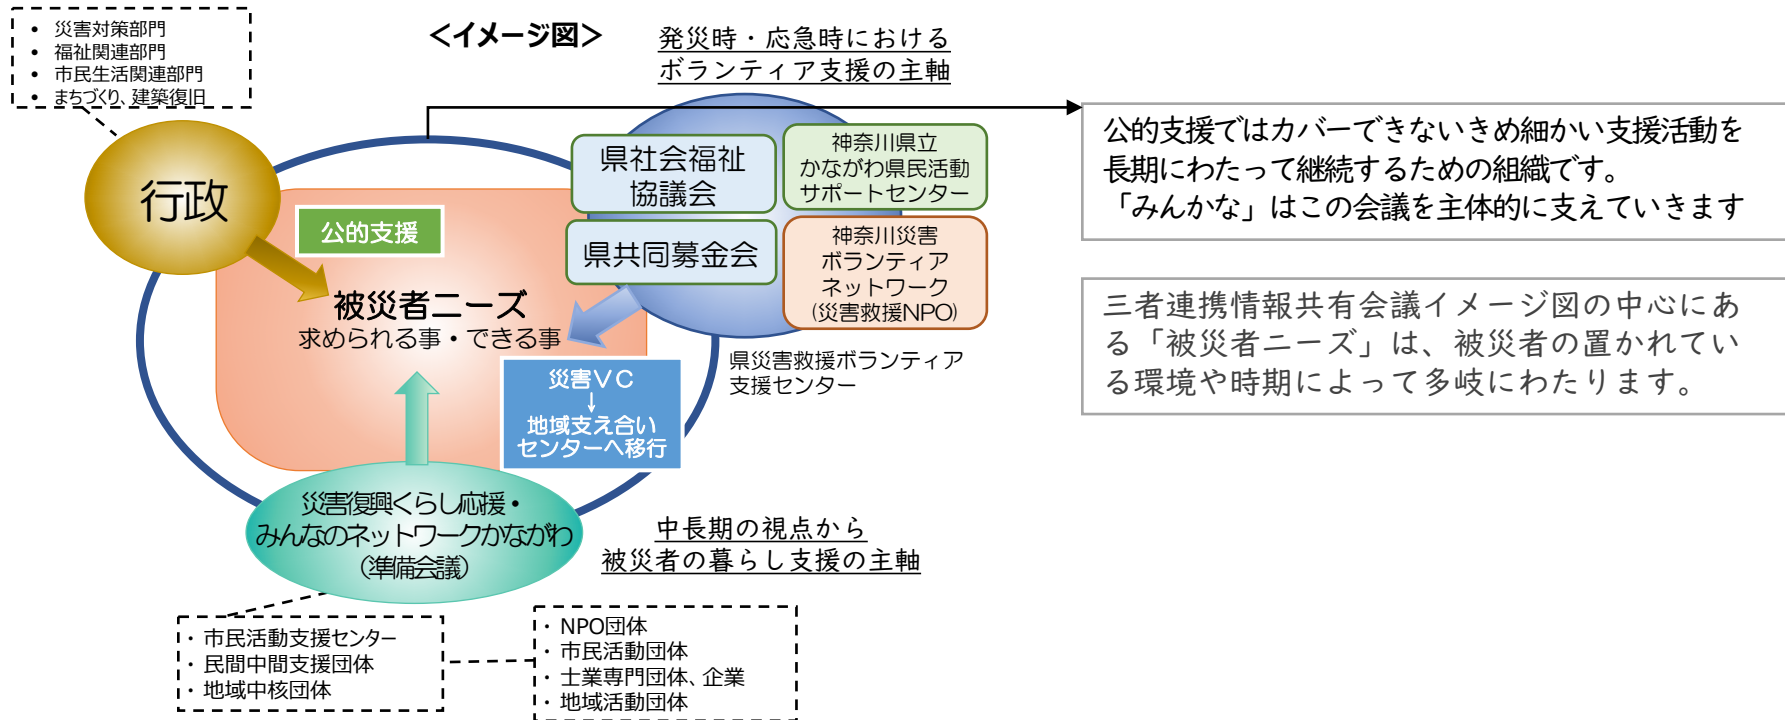 ・ 災害対策部門
・ 福祉関連部門
・ 市民生活関連部門
・ まちづくり、建築復旧
＜イメージ図＞
発災時・応急時における
ボランティア支援の主軸
行政
公的支援
県社会福祉
協議会
神奈川県立
かながわ県民活動
サポートセンター
県共同募金会
神奈川災害
ボランティア
ネットワーク
(災害救援NPO)
県災害救援ボランティア
支援センター
被災者ニーズ
求められる事・できる事
災害VC
↓
地域支え合い
センターへ移行
災害復興くらし応援・
みんなのネットワークかながわ
(準備会議)
中長期の視点から
被災者の暮らし支援の主軸
・ 市民活動支援センター
・ 民間中間支援団体
・ 地域中核団体
・ NPO団体
・ 市民活動団体
・ 士業専門団体、企業
・ 地域活動団体
公的支援ではカバーできないきめ細かい支援活動を
長期にわたって継続するための組織です。
「みんかな」はこの会議を主体的に支えていきます
三者連携情報共有会議イメージ図の中心にあ
る「被災者ニーズ」は、被災者の置かれてい
る環境や時期によって多岐にわたります。